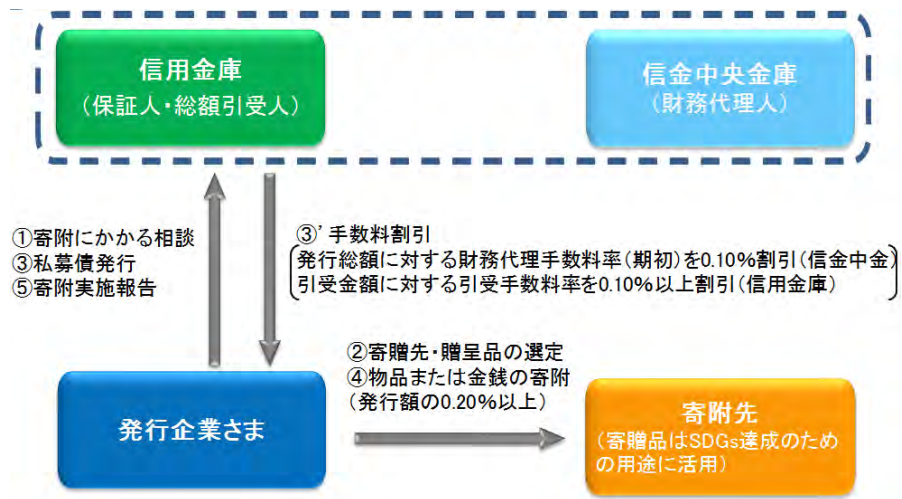 信用金庫
（保証人・総額引受人）
信金中央金庫
（財務代理人）
①寄附にかかる相談
③私募債発行
⑤寄附実施報告
③’手数料割引
発行総額に対する財務代理手数料率（期初）を0.10％割引（信金中金）
引受金額に対する引受手数料率を0.10％以上割引（信用金庫）
②寄贈先・贈呈品の選定
④物品または金銭の寄附
（発行額の0.20％以上）
発行企業さま
寄附先
（寄贈品はSDGs達成のため
の用途に活用）